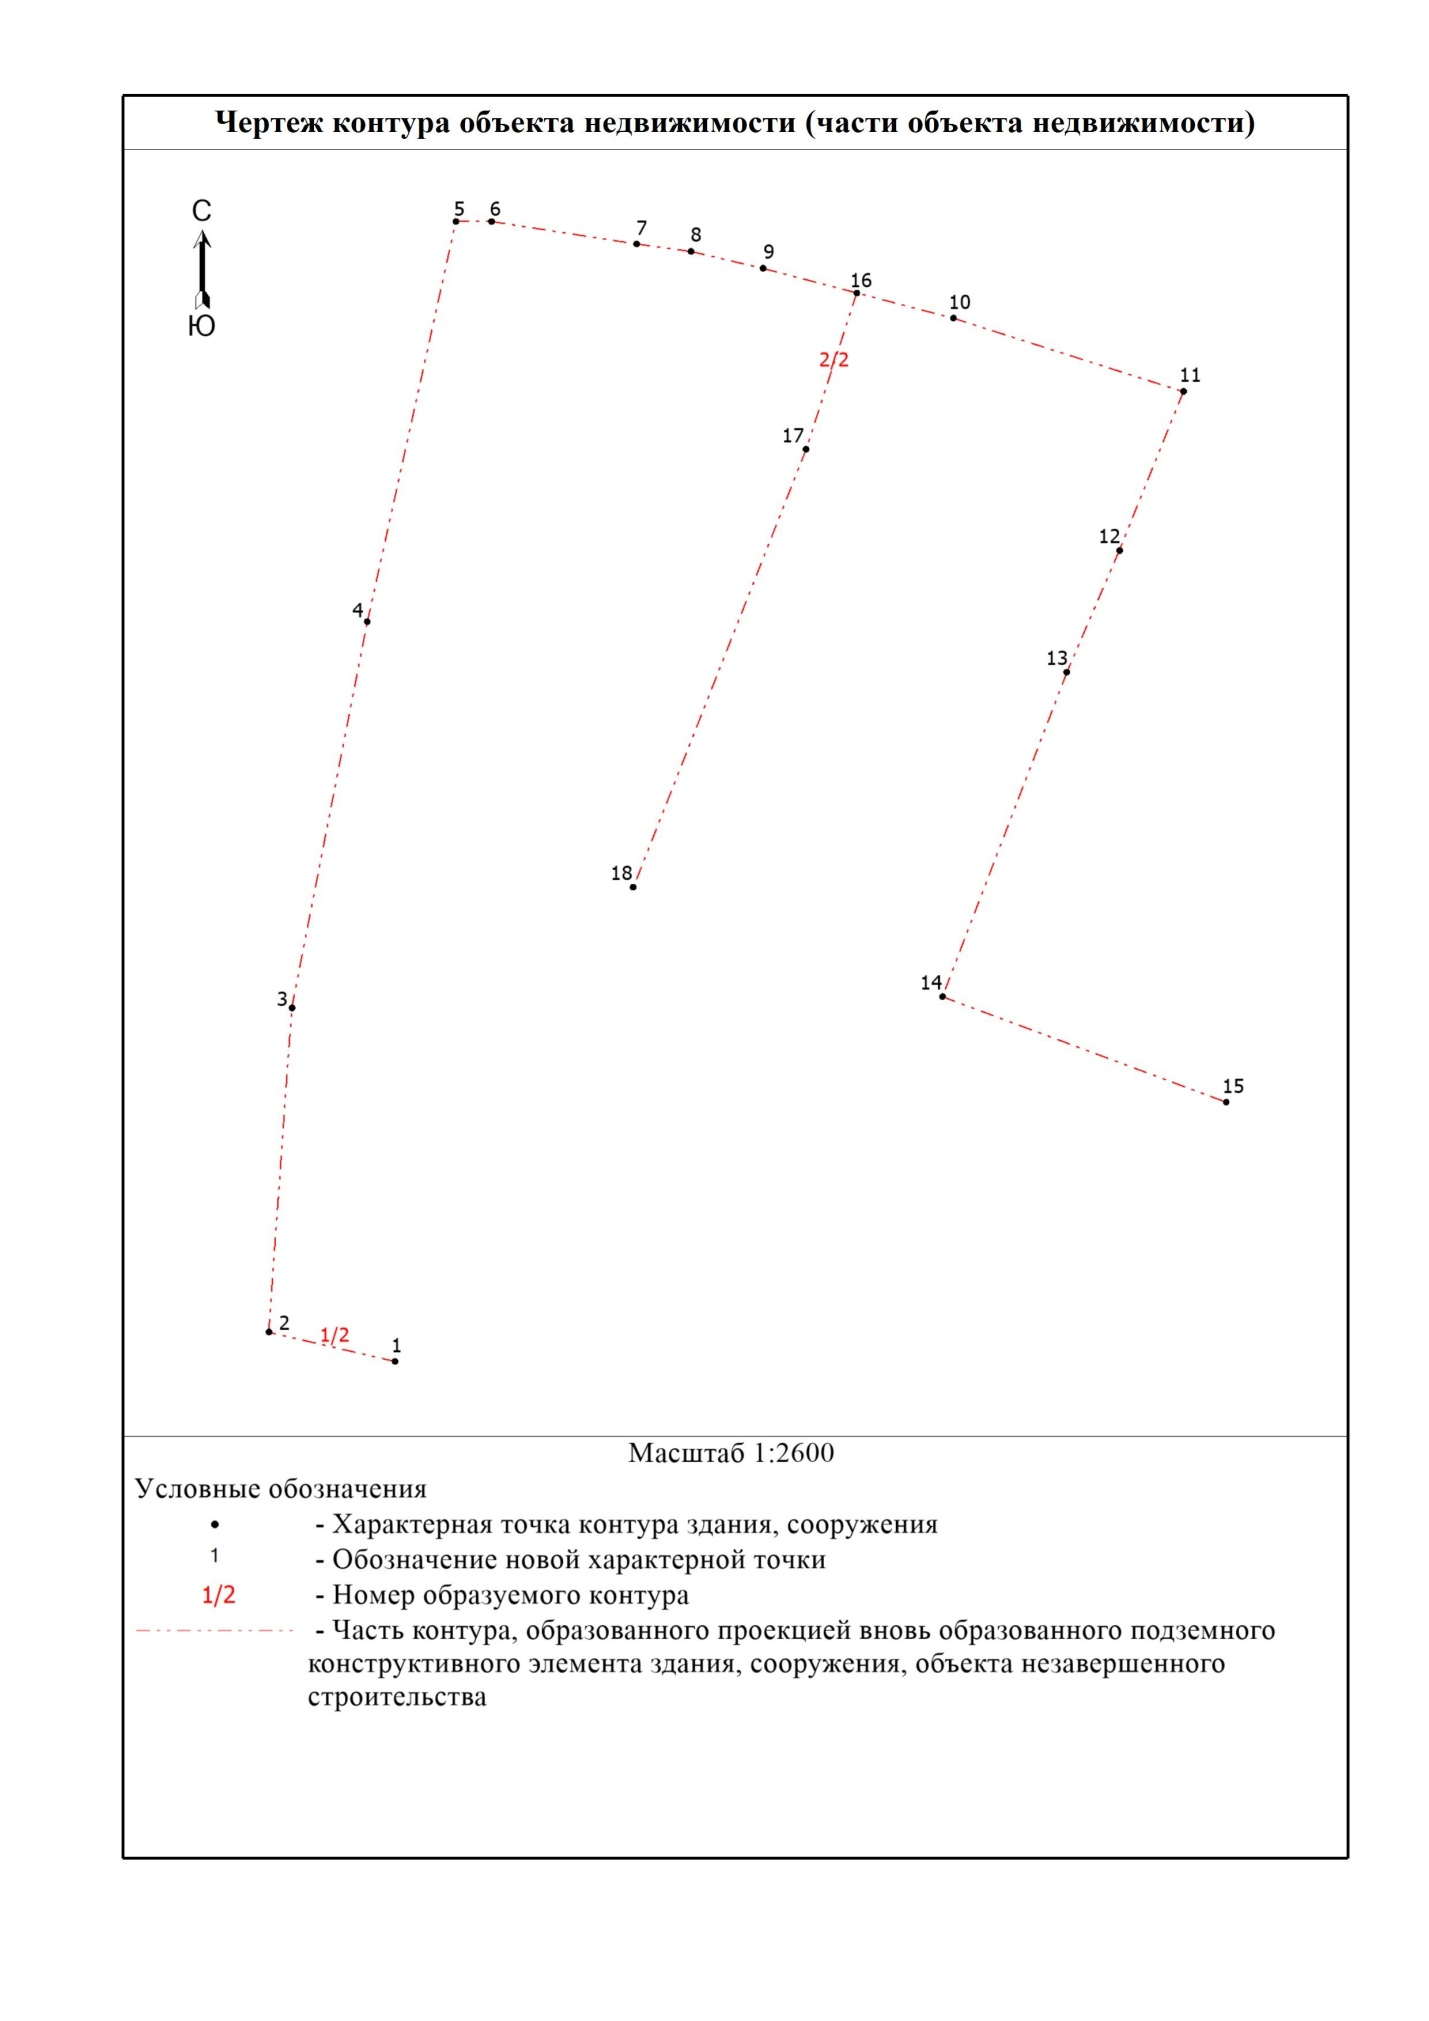 Чертеж контура объекта недвижимости (части объекта недвижимости)
С
Ю
5 6
7
8
9
16
10
2/2
11
17
12
4
13
18
14
3
15
2
1/2
1
Масштаб 1:2600
Условные обозначения
- Характерная точка контура здания, сооружения
1 - Обозначение новой характерной точки
1/2 - Номер образуемого контура
- Часть контура, образованного проекцией вновь образованного подземного
конструктивного элемента здания, сооружения, объекта незавершенного
строительства